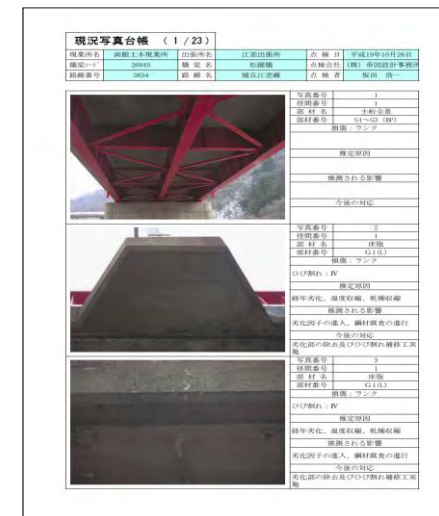 現況写真台帳 ( 1 / 23 )
現業所名 函館土木現業所 出張所名 江差出張所 点検日 平成19年10月26日
橋梁コード 26845 橋梁名 松園橋 点検会社 (株) 帝国設計事務所
路線番号 3634 路線名 点検者 坂田 浩一
写真番号 1
径間番号 1
部材名 主桁全景
部材番号 G1~G3 (BP)
損傷:ランク
推定原因
推測される影響
今後の対応
写真番号 2
径間番号 1
部材名 床版
部材番号 G1(L)
損傷:ランク
ひび割れ:Ⅳ
推定原因
経年劣化、温度収縮、乾燥収縮
推測される影響
劣化因子の進入、鋼材腐食の進行
今後の対応
劣化部の除去及びひび割れ補修工実
施
写真番号 3
径間番号 1
部材名 床版
部材番号 G1(L)
損傷:ランク
ひび割れ:Ⅳ
推定原因
経年劣化、温度収縮、乾燥収縮
推測される影響
劣化因子の進入、鋼材腐食の進行
今後の対応
劣化部の除去及びひび割れ補修工実
施